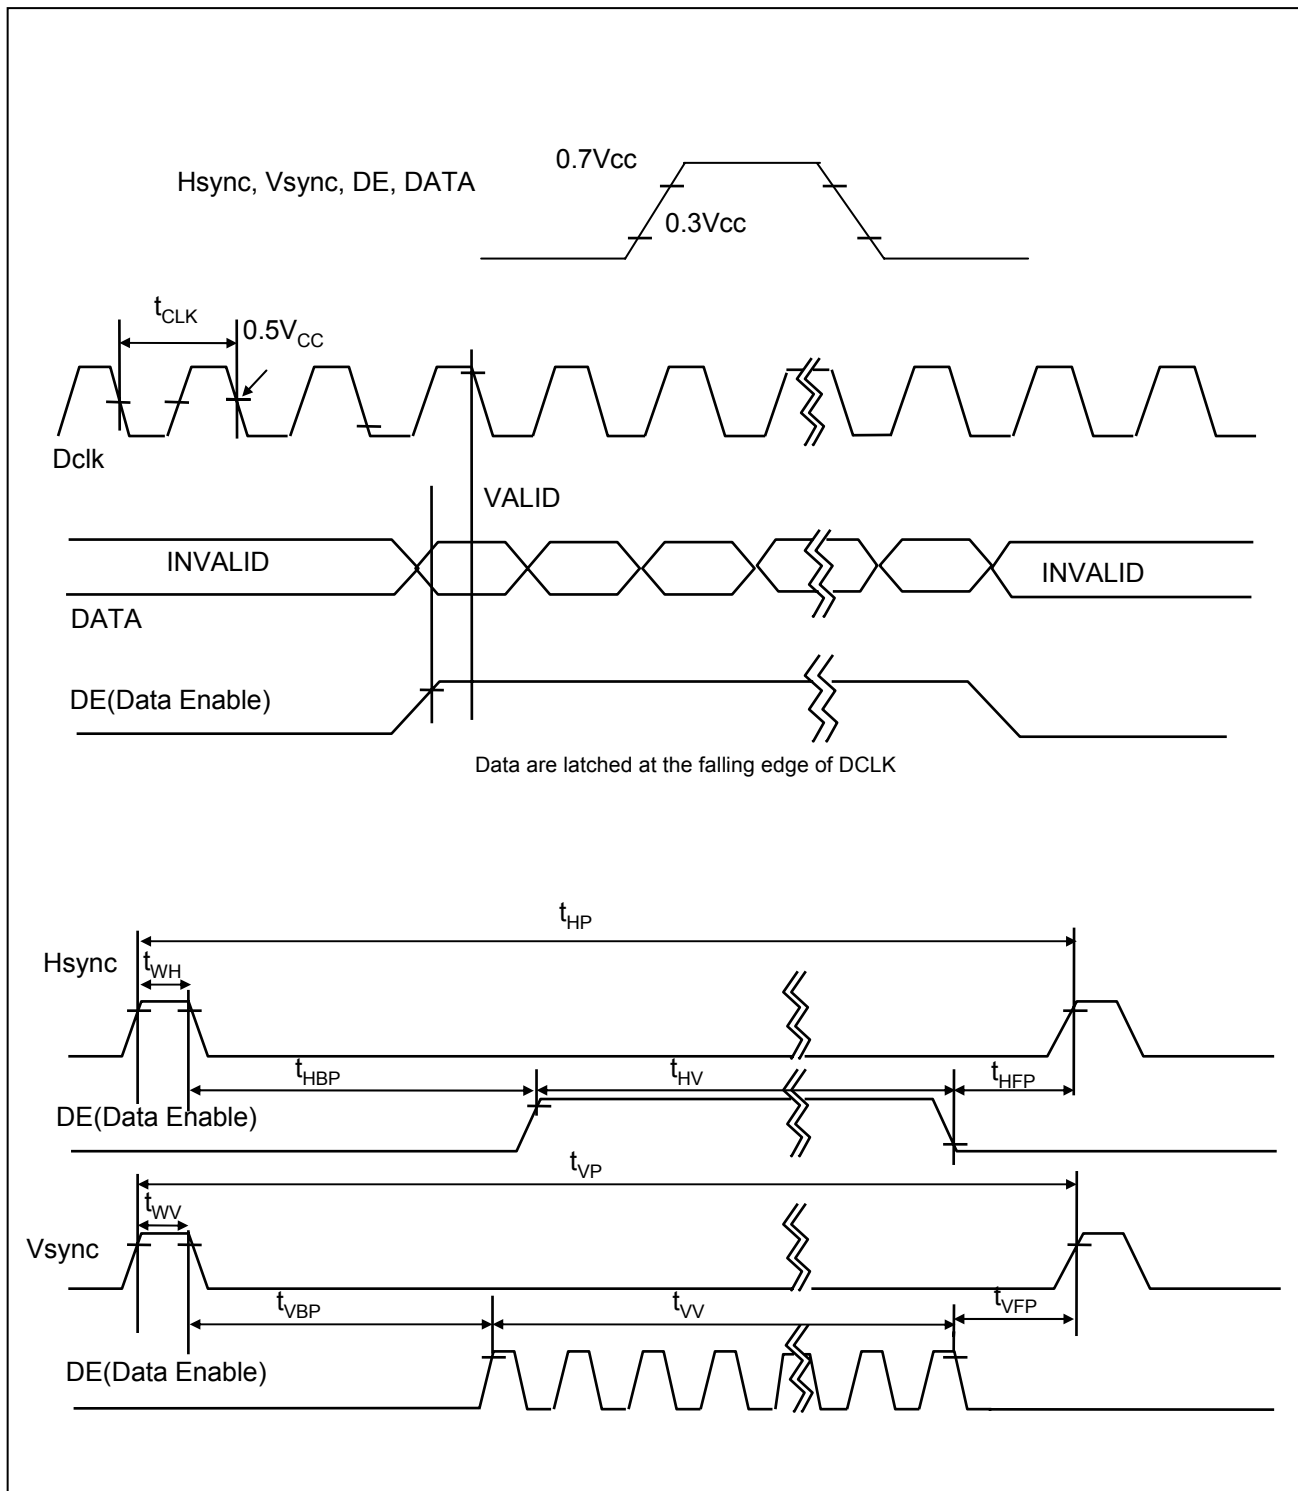 0.7Vcc
Hsync, Vsync, DE, DATA
0.3Vcc
tCLK
0.5VCC
Dclk
VALID
INVALID
INVALID
DATA
DE(Data Enable)
Data are latched at the falling edge of DCLK
tHP
Hsync
tWH
tHBP
tHV
tHFP
DE(Data Enable)
tVP
tWV
Vsync
tVBP
tVV
tVFP
DE(Data Enable)